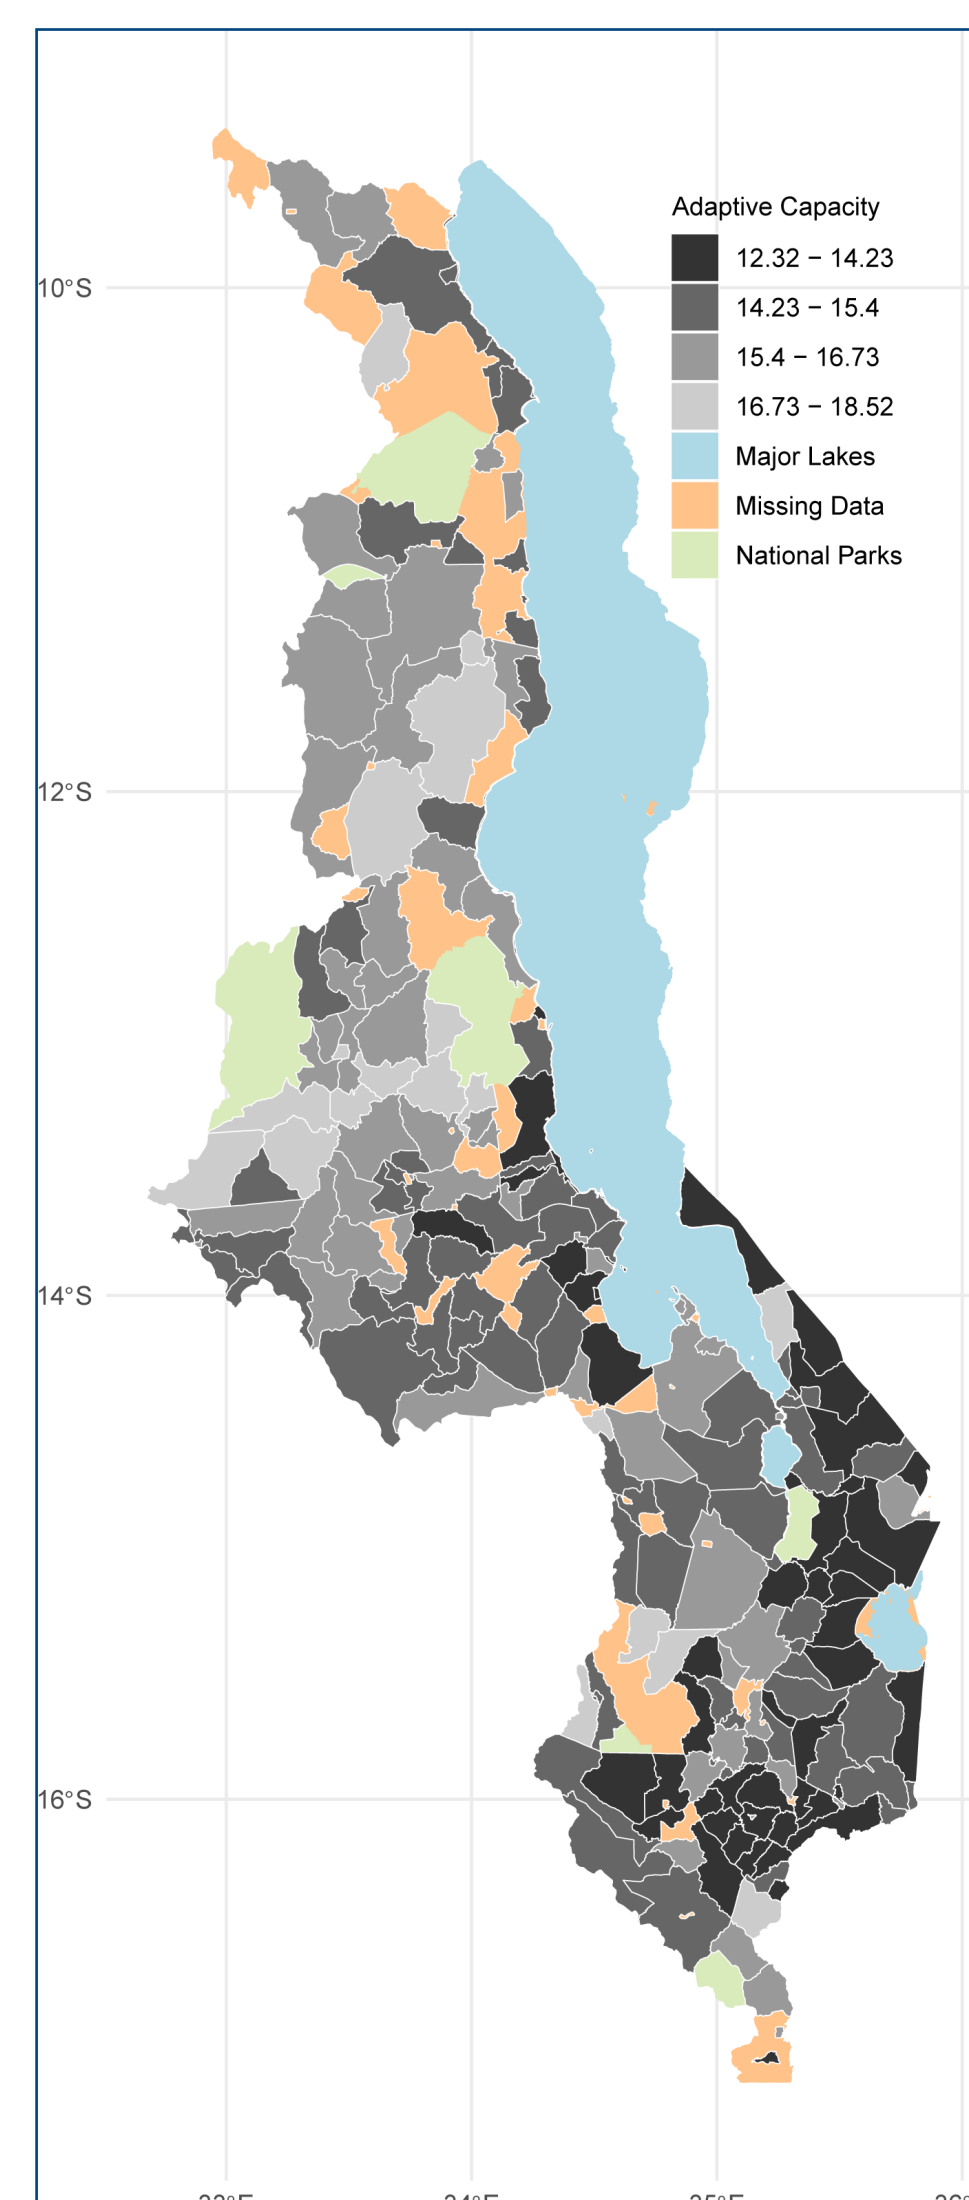 Adaptive Capacity
12.32 − 14.23
10°S
14.23 − 15.4
15.4 − 16.73
16.73 − 18.52
Major Lakes
Missing Data
National Parks
12°S
14°S
16°S